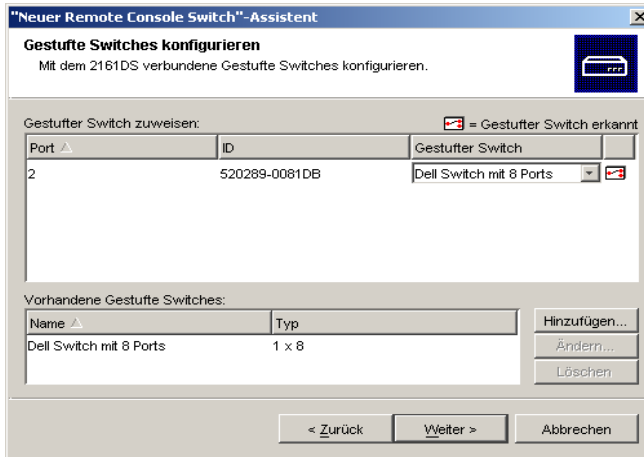 "Neuer Remote Console Switch"-Assistent
Gestufte Switches konfigurieren
Mit dem 2161DS verbundene Gestufte Switches konfigurieren.
Gestufter Switch zuweisen:
= Gestufter Switch erkannt
Port ID Gestufter Switch
2 520289-0081DB Dell Switch mit 8 Ports
Vorhandene Gestufte Switches:
Name Typ
Dell Switch mit 8 Ports 1 x 8
Hinzufügen...
Ändern...
Löschen
< Zurück Weiter > Abbrechen